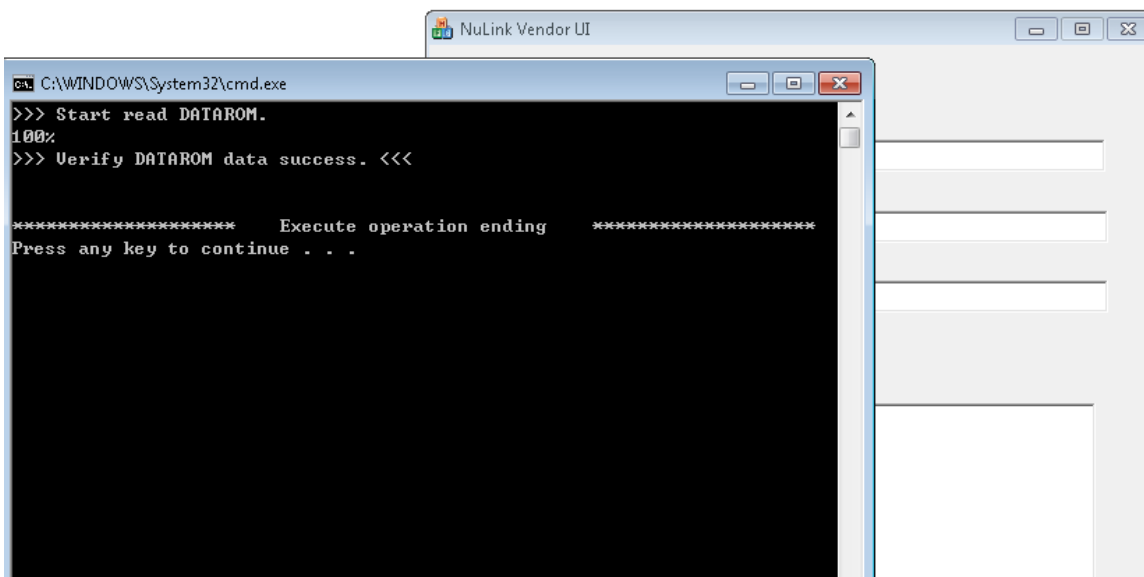 NuLink Vendor UI
C:\WINDOWS\System32\cmd.exe
>>> Start read DATAROM.
100%
>>> Verify DATAROM data success. <<<
******************** Execute operation ending ********************
Press any key to continue . . .